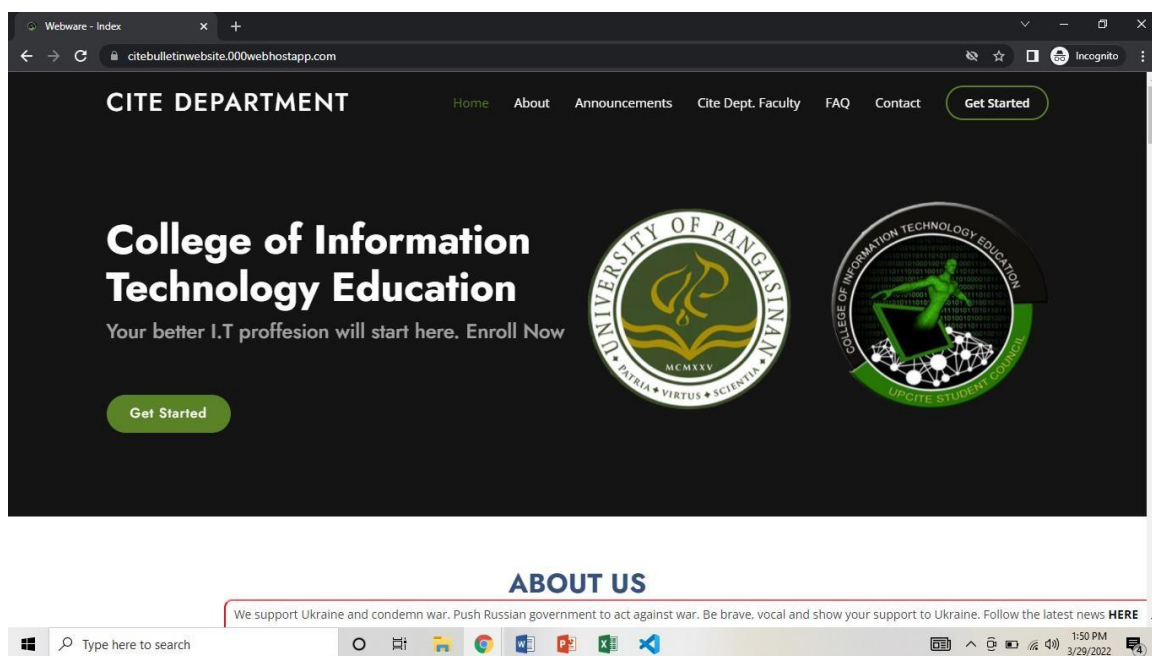 Webware - Index
citebulletinwebsite.000webhostapp.com
Incognito
CITE DEPARTMENT
Home About Announcements Cite Dept. Faculty FAQ Contact Get Started
College of Information
Technology Education
Your better I.T proffesion will start here. Enroll Now
Get Started
UNIVERSITY OF PANGASINAN
MCMXXV
PATRIA VIRTUS SCIENTIA
COLLEGE OF INFORMATION TECHNOLOGY EDUCATION
UPCITE STUDENT COUNCIL
ABOUT US
We support Ukraine and condemn war. Push Russian government to act against war. Be brave, vocal and show your support to Ukraine. Follow the latest news HERE
Type here to search
1:50 PM
3/29/2022
4